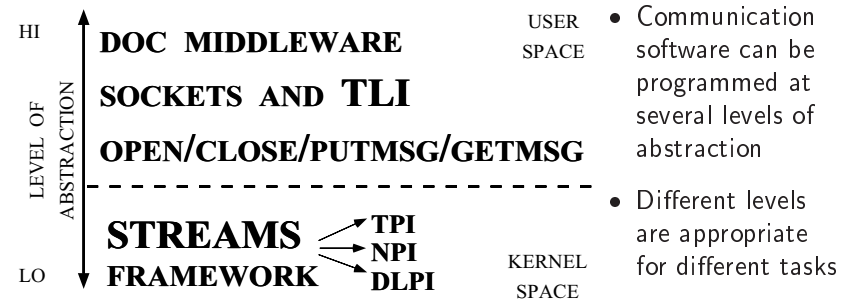 HI
LEVEL OF
ABSTRACTION
LO
USER
SPACE
DOC MIDDLEWARE
SOCKETS AND TLI
OPEN/CLOSE/PUTMSG/GETMSG
STREAMS
FRAMEWORK
TPI
NPI
DLPI
KERNEL
SPACE
• Communication
software can be
programmed at
several levels of
abstraction
• Different levels
are appropriate
for different tasks